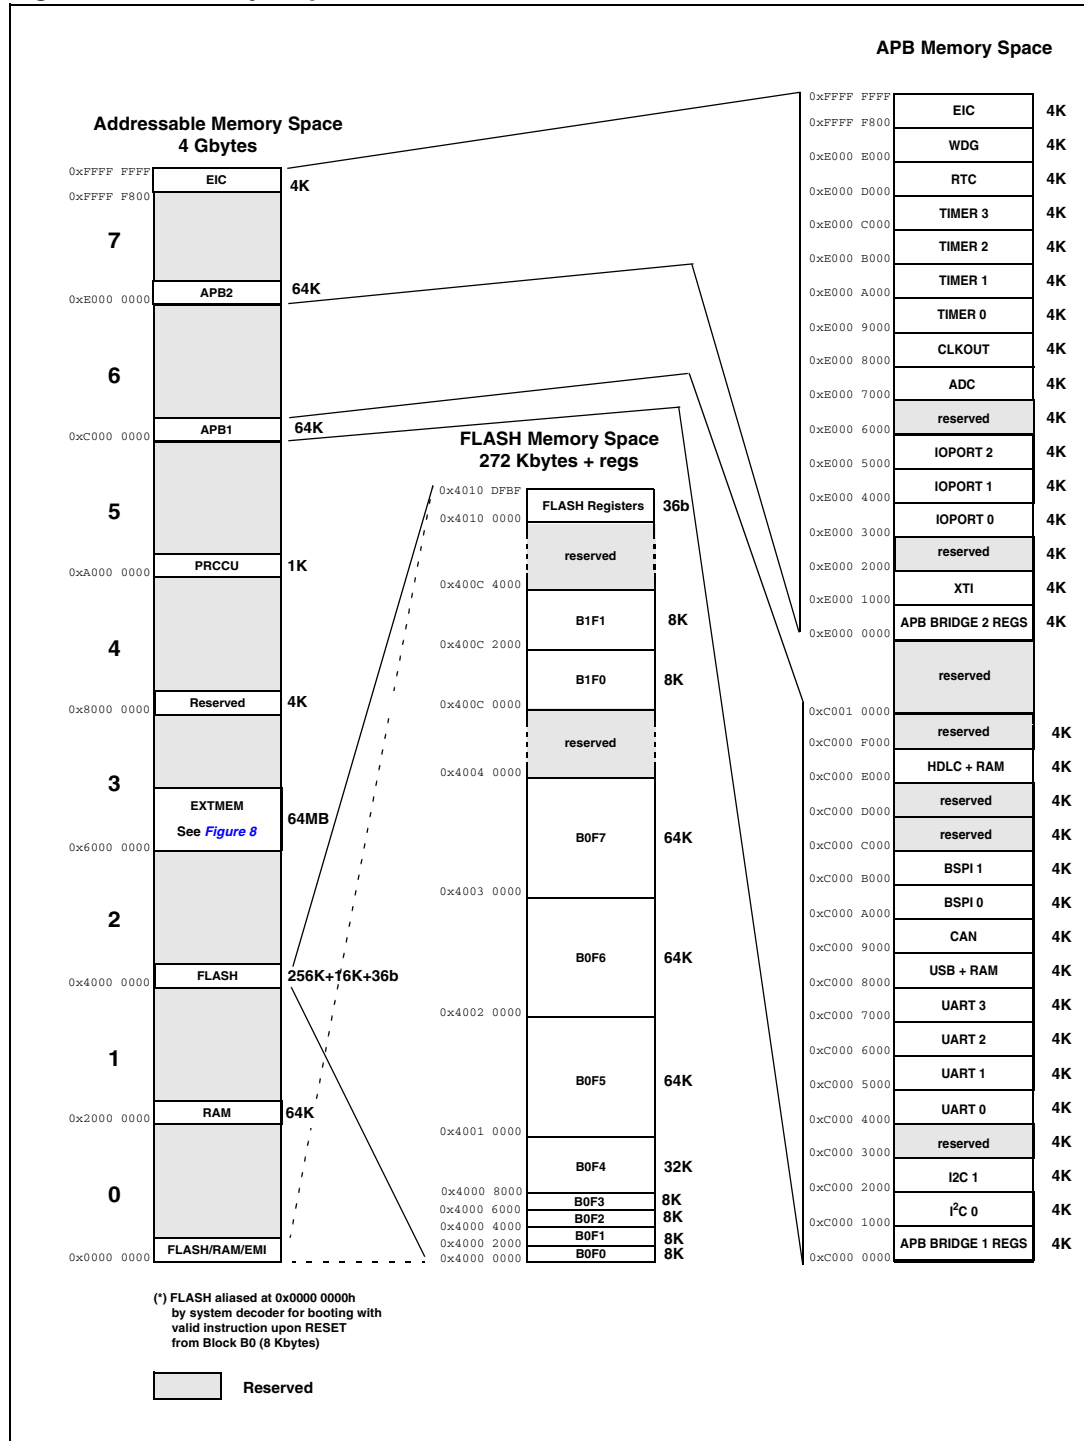 APB Memory Space
Addressable Memory Space
4 Gbytes
0xFFFF FFFF
EIC
4K
0xFFFF F800
7
APB2
64K
0xE000 0000
6
APB1
64K
0xC000 0000
5
PRCCU
1K
0xA000 0000
4
Reserved
4K
0x8000 0000
3
EXTMEM
See Figure 8
64MB
0x6000 0000
2
FLASH
256K+16K+36b
0x4000 0000
1
RAM
64K
0x2000 0000
0
FLASH/RAM/EMI
0x0000 0000
FLASH Memory Space
272 Kbytes + regs
0x4010 DFBF
FLASH Registers
36b
0x4010 0000
reserved
0x400C 4000
B1F1
8K
0x400C 2000
B1F0
8K
0x400C 0000
reserved
0x4004 0000
B0F7
64K
0x4003 0000
B0F6
64K
0x4002 0000
B0F5
64K
0x4001 0000
B0F4
32K
0x4000 8000
B0F3
8K
0x4000 6000
B0F2
8K
0x4000 4000
B0F1
8K
0x4000 2000
B0F0
8K
0x4000 0000
0xFFFF FFFF
EIC
4K
0xFFFF F800
WDG
4K
0xE000 E000
RTC
4K
0xE000 D000
TIMER 3
4K
0xE000 C000
TIMER 2
4K
0xE000 B000
TIMER 1
4K
0xE000 A000
TIMER 0
4K
0xE000 9000
CLKOUT
4K
0xE000 8000
ADC
4K
0xE000 7000
reserved
4K
0xE000 6000
IOPORT 2
4K
0xE000 5000
IOPORT 1
4K
0xE000 4000
IOPORT 0
4K
0xE000 3000
reserved
4K
0xE000 2000
XTI
4K
0xE000 1000
APB BRIDGE 2 REGS
4K
0xE000 0000
reserved
0xC001 0000
reserved
4K
0xC000 F000
HDLC + RAM
4K
0xC000 E000
reserved
4K
0xC000 D000
reserved
4K
0xC000 C000
BSPI 1
4K
0xC000 B000
BSPI 0
4K
0xC000 A000
CAN
4K
0xC000 9000
USB + RAM
4K
0xC000 8000
UART 3
4K
0xC000 7000
UART 2
4K
0xC000 6000
UART 1
4K
0xC000 5000
UART 0
4K
0xC000 4000
reserved
4K
0xC000 3000
I2C 1
4K
0xC000 2000
I²C 0
4K
0xC000 1000
APB BRIDGE 1 REGS
4K
0xC000 0000
(*) FLASH aliased at 0x0000 0000h
by system decoder for booting with
valid instruction upon RESET
from Block B0 (8 Kbytes)
Reserved